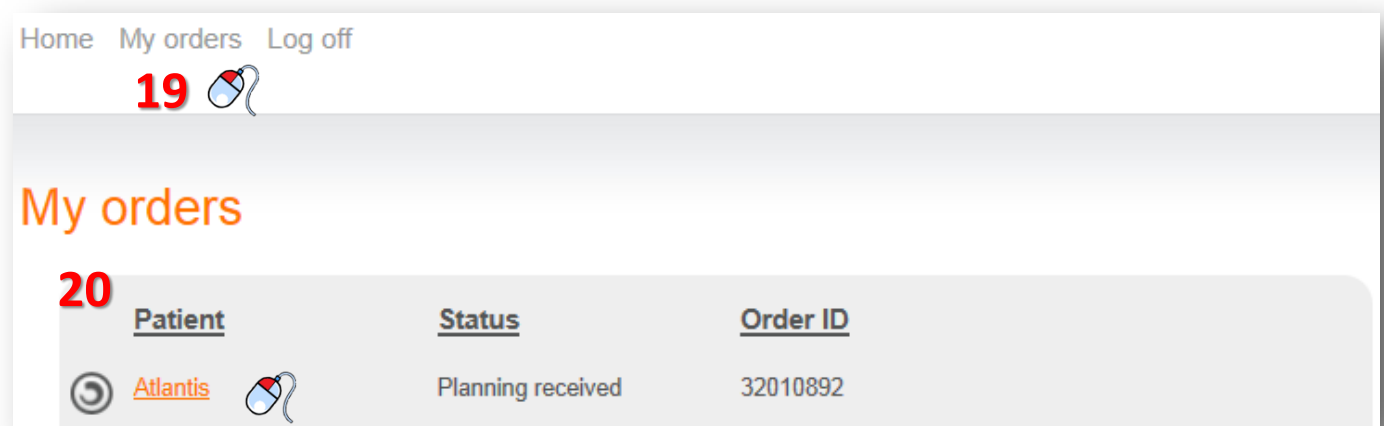 Home My orders Log off
19
My orders
20
Patient Status Order ID
Atlantis Planning received 32010892